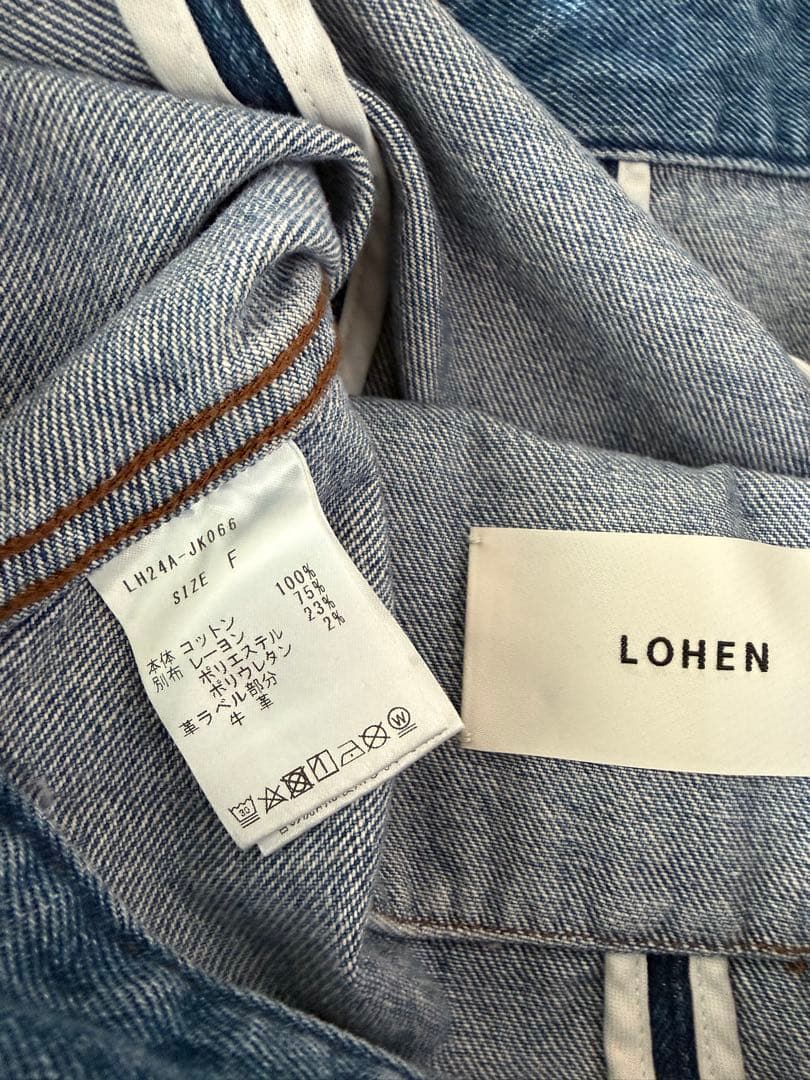 LH24A-JK066
SIZE F
本体 コットン 100%
別布 レーヨン 75%
ポリエステル 23%
ポリウレタン 2%
革ラベル部分
牛 革
30
W
LOHEN